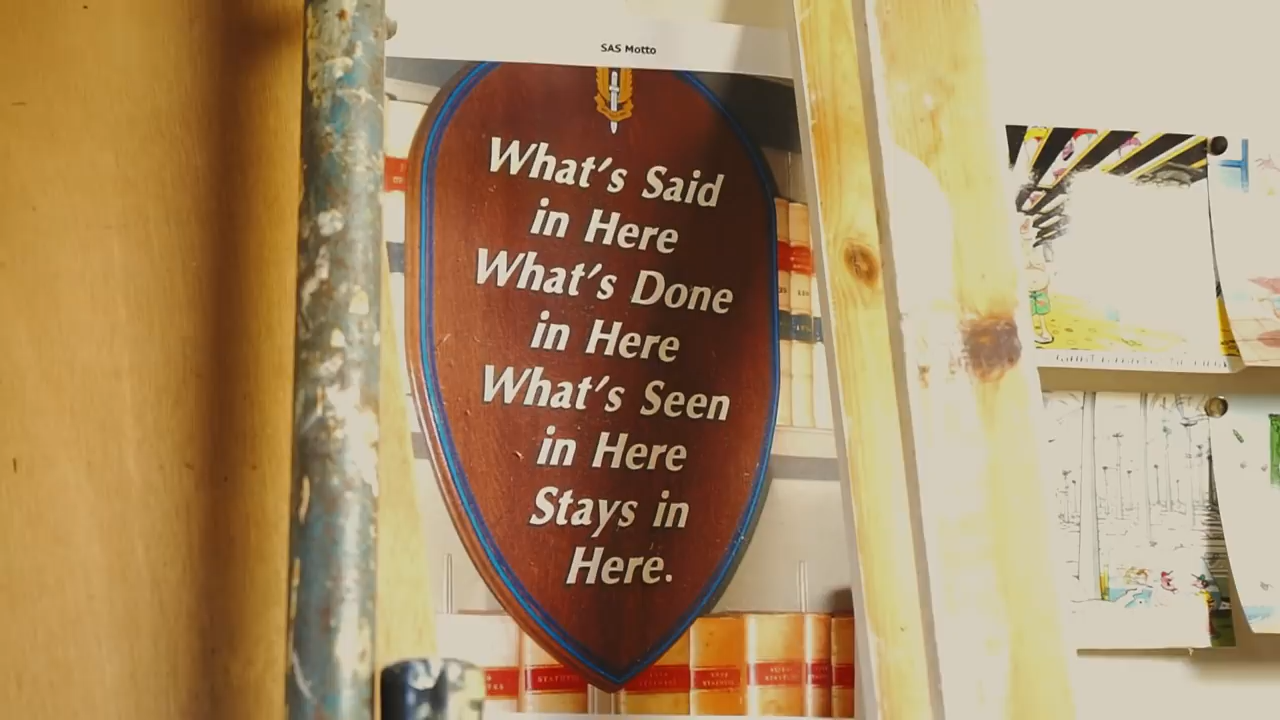 SAS Motto
What's Said
in Here
What's Done
in Here
What's Seen
in Here
Stays in
Here.